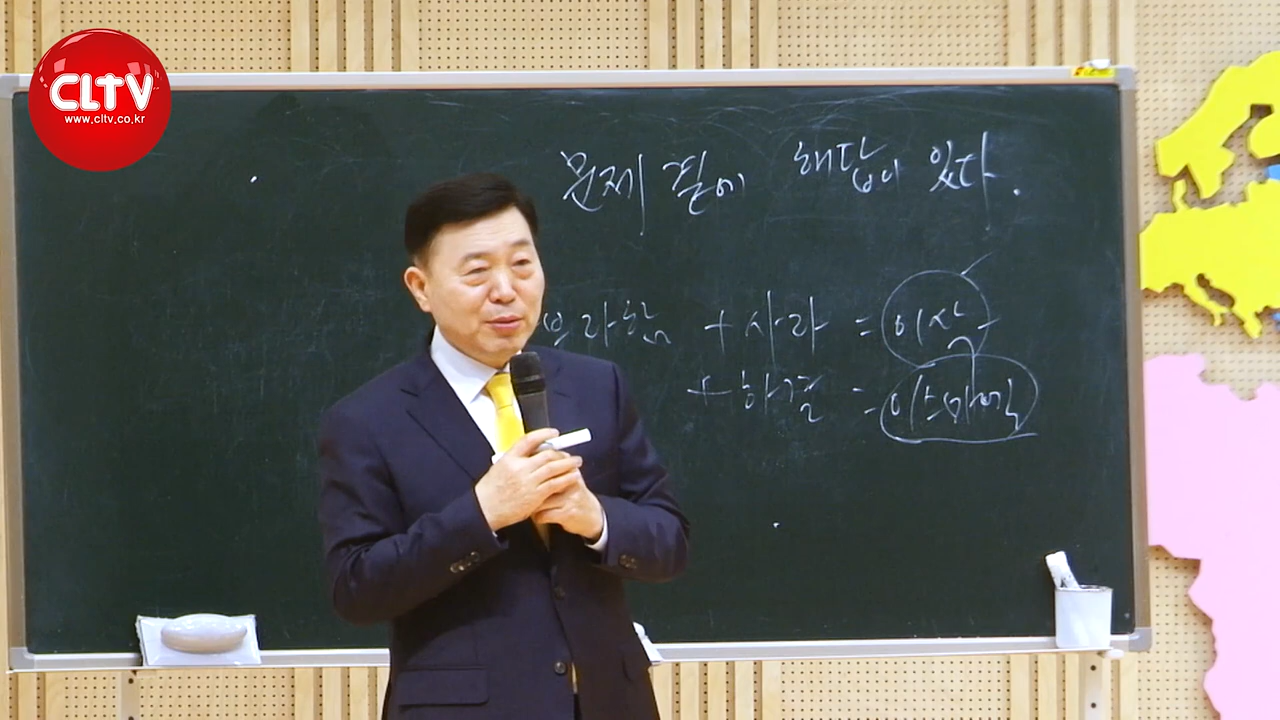 CLTV
www.cltv.co.kr
문제 곁에 해답이 있다.
브라함 + 사라 = 이삭
+ 하갈 = 이스마엘